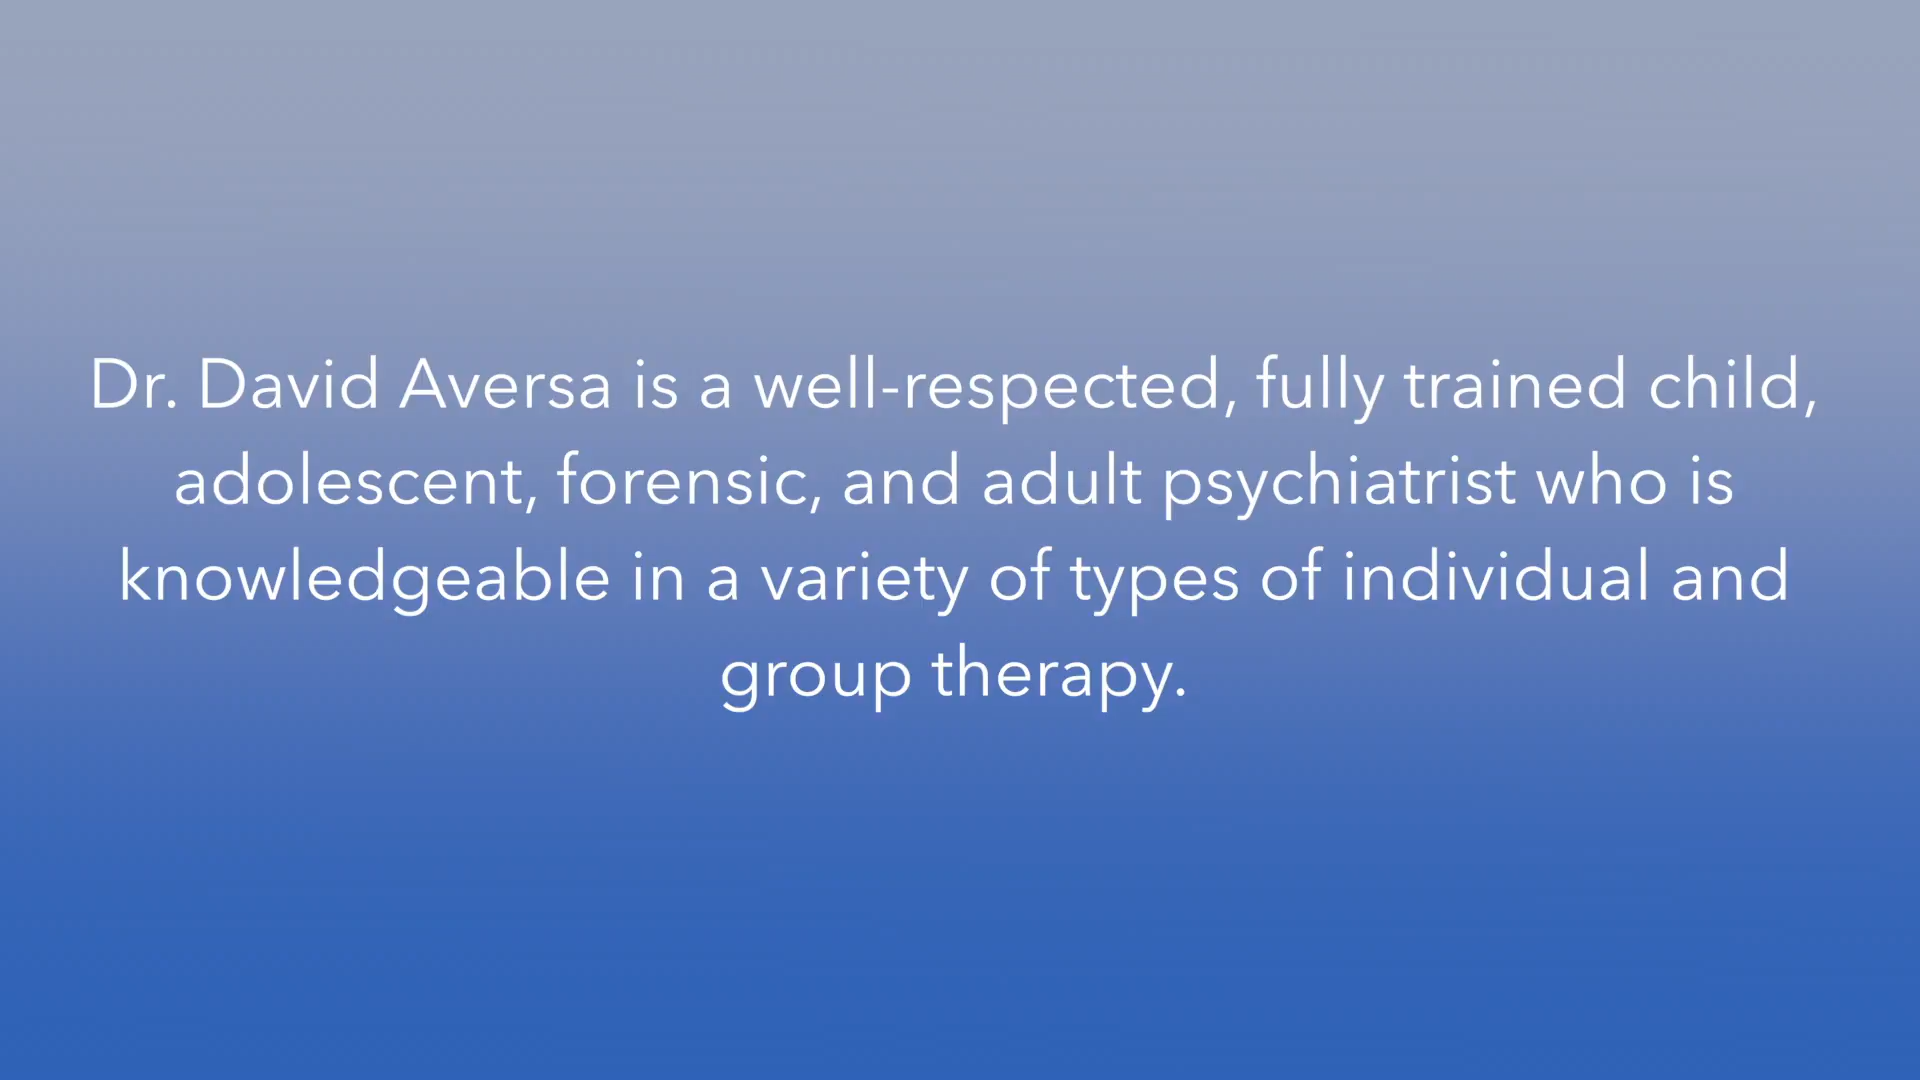 Dr. David Aversa is a well-respected, fully trained child,
adolescent, forensic, and adult psychiatrist who is
knowledgeable in a variety of types of individual and
group therapy.